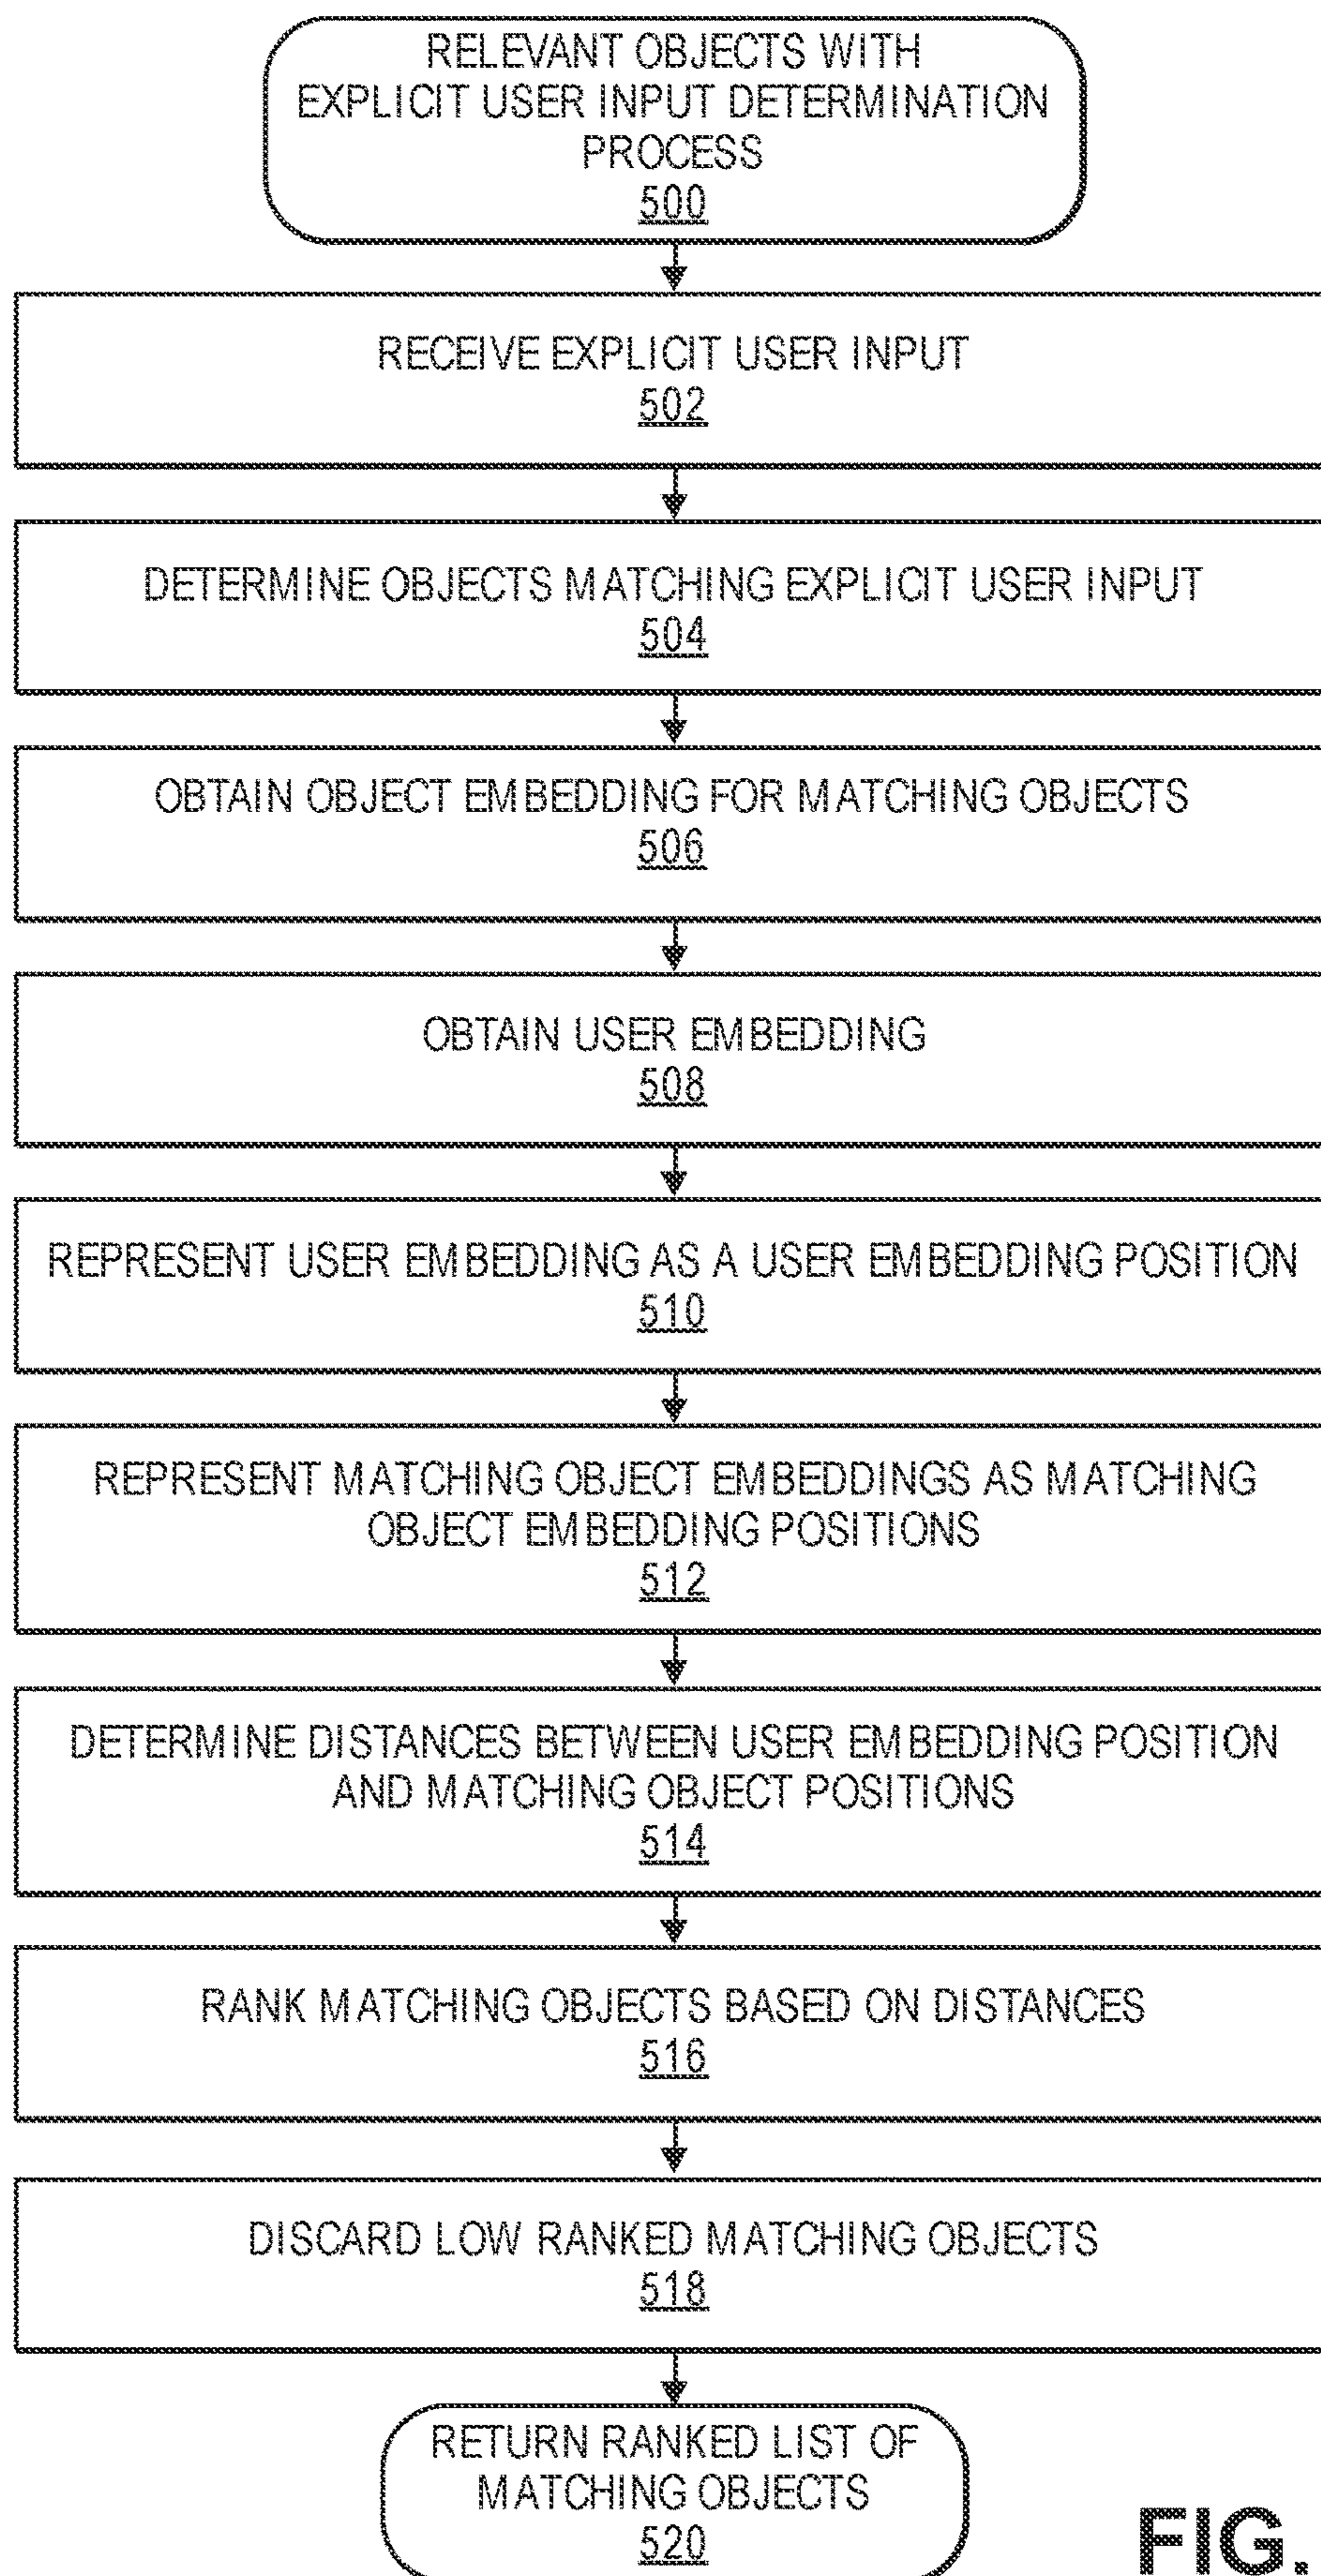 RELEVANT OBJECTS WITH
EXPLICIT USER INPUT DETERMINATION
PROCESS
500
RECEIVE EXPLICIT USER INPUT
502
DETERMINE OBJECTS MATCHING EXPLICIT USER INPUT
504
OBTAIN OBJECT EMBEDDING FOR MATCHING OBJECTS
506
OBTAIN USER EMBEDDING
508
REPRESENT USER EMBEDDING AS A USER EMBEDDING POSITION
510
REPRESENT MATCHING OBJECT EMBEDDINGS AS MATCHING
OBJECT EMBEDDING POSITIONS
512
DETERMINE DISTANCES BETWEEN USER EMBEDDING POSITION
AND MATCHING OBJECT POSITIONS
514
RANK MATCHING OBJECTS BASED ON DISTANCES
516
DISCARD LOW RANKED MATCHING OBJECTS
518
RETURN RANKED LIST OF
MATCHING OBJECTS
520
FIG.